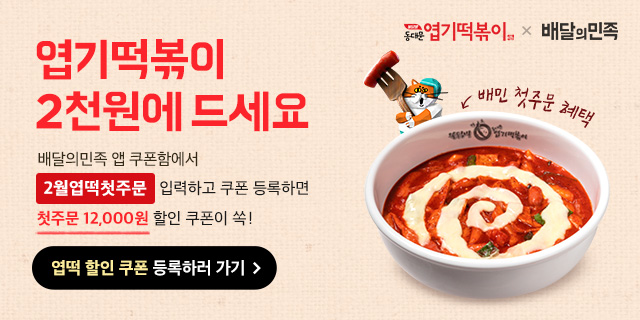 동대문 엽기떡볶이 × 배달의민족
엽기떡볶이
2천원에 드세요
배민 첫주문 혜택
배달의민족 앱 쿠폰함에서
2월엽떡첫주문 입력하고 쿠폰 등록하면
첫주문 12,000원 할인 쿠폰이 쏙!
엽떡 할인 쿠폰 등록하러 가기 >